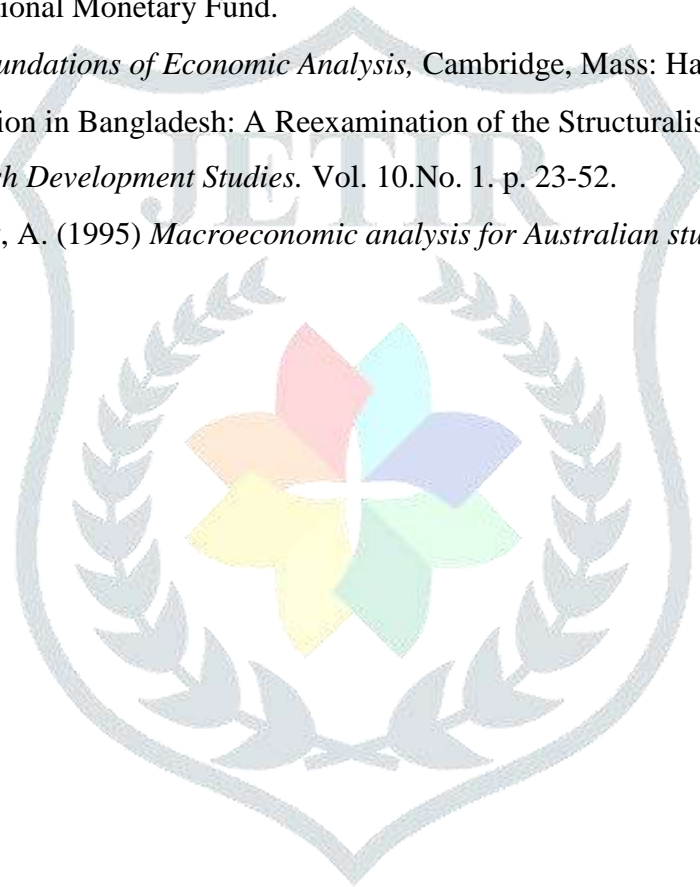 ional Monetary Fund.
undations of Economic Analysis, Cambridge, Mass: Ha
ion in Bangladesh: A Reexamination of the Structuralis
h Development Studies. Vol. 10.No. 1. p. 23-52.
, A. (1995) Macroeconomic analysis for Australian stu
JETIR